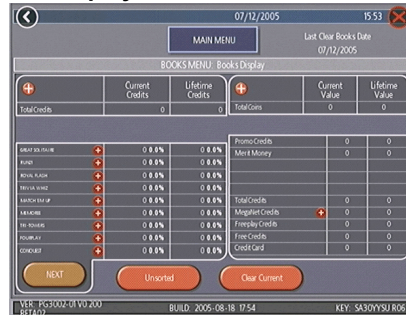 07/12/2005
15 53
MAIN MENU
Last Clear Books Date
07/12/2005
BOOKS MENU: Books Display
Current Credits
Lifetime Credits
Current Value
Lifetime Value
Total Credits 0 0
Total Coins 0 0
Promo Credits 0 0
Merit Money 0 0
GREAT SOLITAIRE 0 0.0% 0 0.0%
RUNES 0 0.0% 0 0.0%
ROYAL FLASH 0 0.0% 0 0.0%
TRIVIA WHIZ 0 0.0% 0 0.0%
MATCH EM UP 0 0.0% 0 0.0%
MEMORIES 0 0.0% 0 0.0%
TRI-TOWERS 0 0.0% 0 0.0%
FOURPLAY 0 0.0% 0 0.0%
CONQUEST 0 0.0% 0 0.0%
Total Credits 0 0
MegaNet Credits 0 0
Freeplay Credits 0 0
Free Credits 0 0
Credit Card 0 0
NEXT
Unsorted
Clear Current
VER: PG3002-01 V0.200
BETA02
BUILD: 2005-08-18 17:54
KEY: SA3OYYSU R06